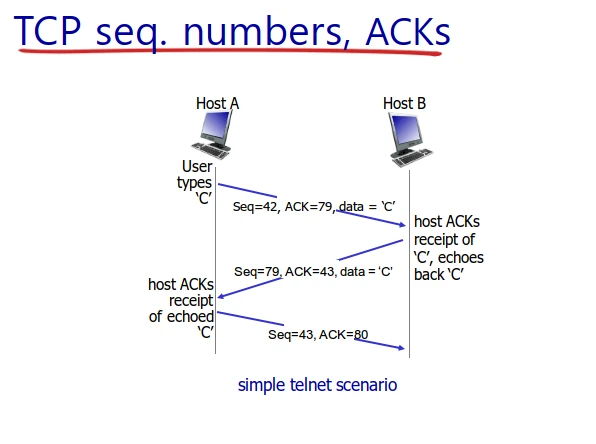 TCP seq. numbers, ACKs
Host A
Host B
User
types
‘C’
Seq=42, ACK=79, data = ‘C’
host ACKs
receipt of
‘C’, echoes
back ‘C’
Seq=79, ACK=43, data = ‘C’
host ACKs
receipt
of echoed
‘C’
Seq=43, ACK=80
simple telnet scenario